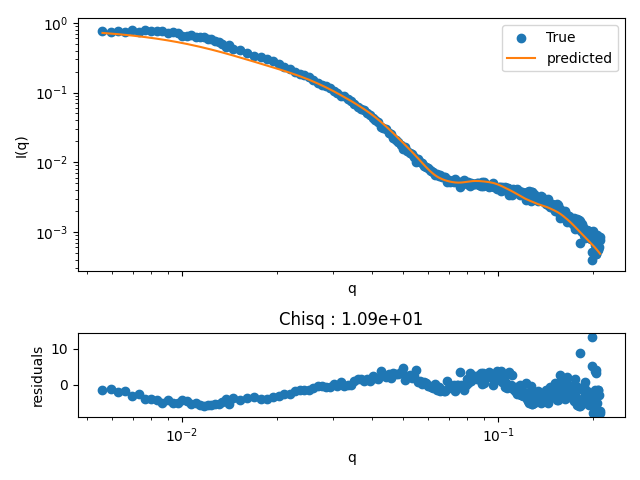 10⁰
10⁻¹
10⁻²
10⁻³
I(q)
True
predicted
q
Chisq : 1.09e+01
10
0
residuals
10⁻²
10⁻¹
q